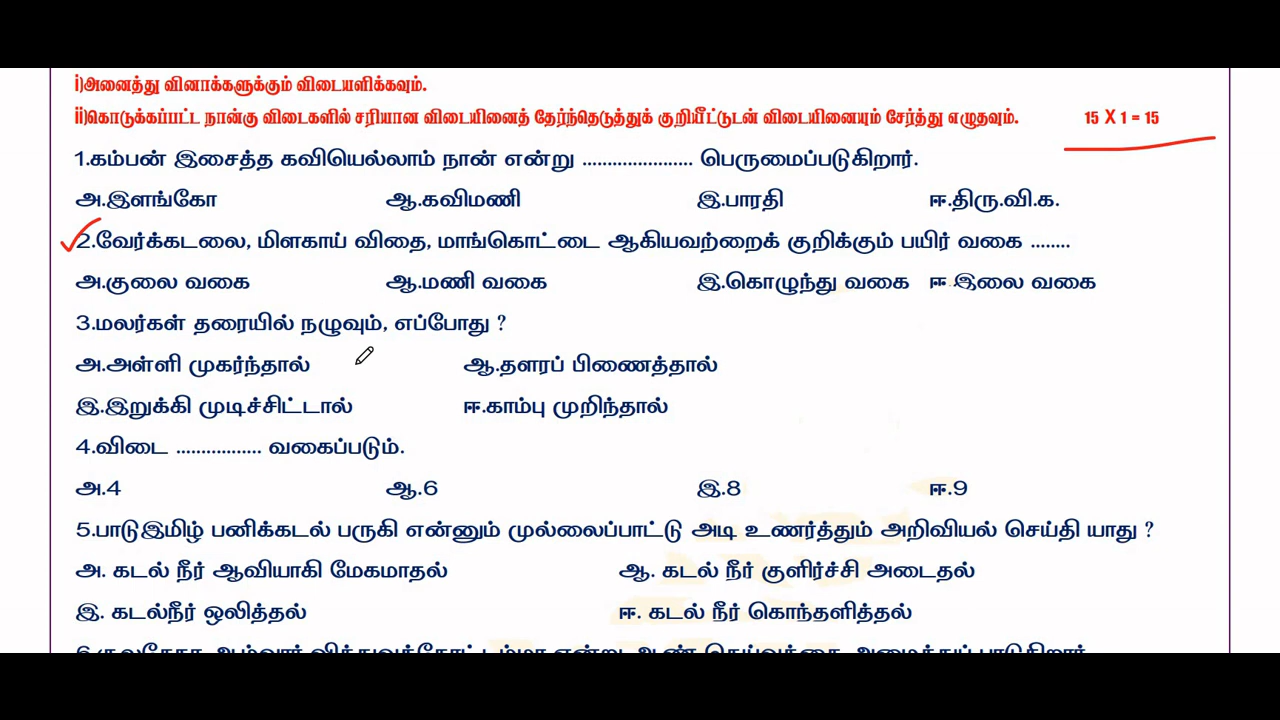 i)அனைத்து வினாக்களுக்கும் விடையளிக்கவும்.
ii)கொடுக்கப்பட்ட நான்கு விடைகளில் சரியான விடையினைத் தேர்ந்தெடுத்துக் குறியீட்டுடன் விடையினையும் சேர்த்து எழுதவும். 15 X 1 = 15
1.கம்பன் இசைத்த கவியெல்லாம் நான் என்று ...................... பெருமைப்படுகிறார்.
அ.இளங்கோ ஆ.கவிமணி இ.பாரதி ஈ.திரு.வி.க.
2.வேர்க்கடலை, மிளகாய் விதை, மாங்கொட்டை ஆகியவற்றைக் குறிக்கும் பயிர் வகை ........
அ.குலை வகை ஆ.மணி வகை இ.கொழுந்து வகை ஈ.இலை வகை
3.மலர்கள் தரையில் நழுவும், எப்போது ?
அ.அள்ளி முகர்ந்தால் ஆ.தளரப் பிணைத்தால்
இ.இறுக்கி முடிச்சிட்டால் ஈ.காம்பு முறிந்தால்
4.விடை ................. வகைப்படும்.
அ.4 ஆ.6 இ.8 ஈ.9
5.பாடுஇமிழ் பனிக்கடல் பருகி என்னும் முல்லைப்பாட்டு அடி உணர்த்தும் அறிவியல் செய்தி யாது ?
அ. கடல் நீர் ஆவியாகி மேகமாதல் ஆ. கடல் நீர் குளிர்ச்சி அடைதல்
இ. கடல்நீர் ஒலித்தல் ஈ. கடல் நீர் கொந்தளித்தல்